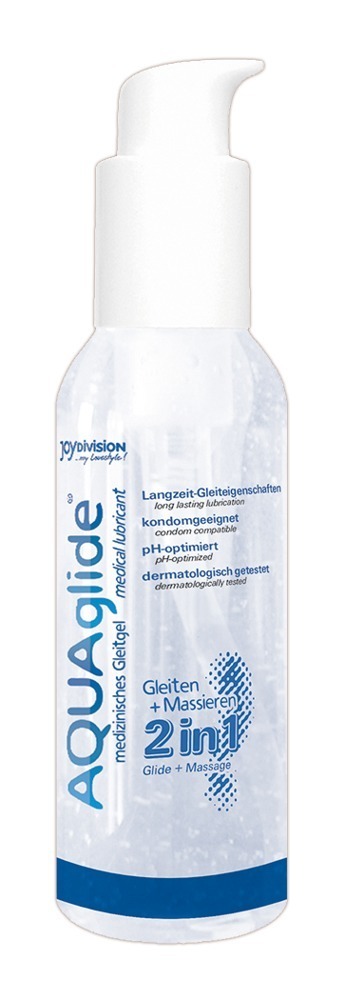 JOYDIVISION
...my lovestyle!
AQUAglide®
medizinisches Gleitgel medical lubricant
Langzeit-Gleiteigenschaften
long lasting lubrication
kondomgeeignet
condom compatible
pH-optimiert
pH-optimized
dermatologisch getestet
dermatologically tested
Gleiten
+ Massieren
2 in 1
Glide + Massage